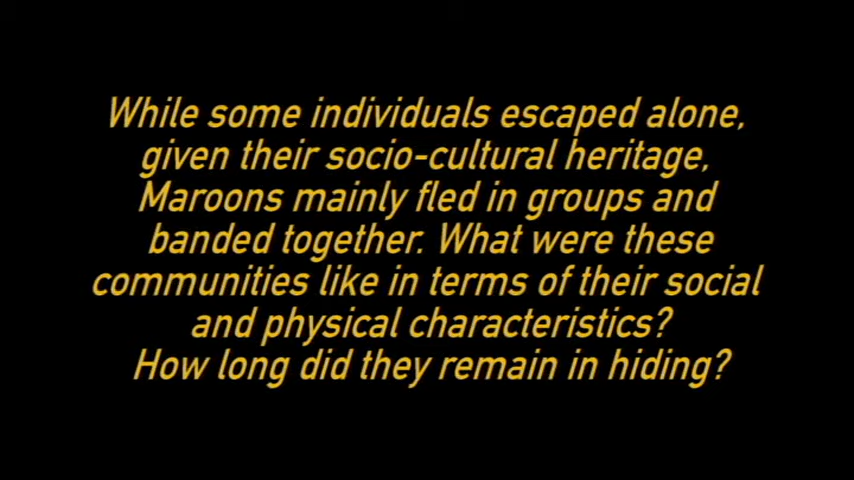 While some individuals escaped alone,
given their socio-cultural heritage,
Maroons mainly fled in groups and
banded together. What were these
communities like in terms of their social
and physical characteristics?
How long did they remain in hiding?